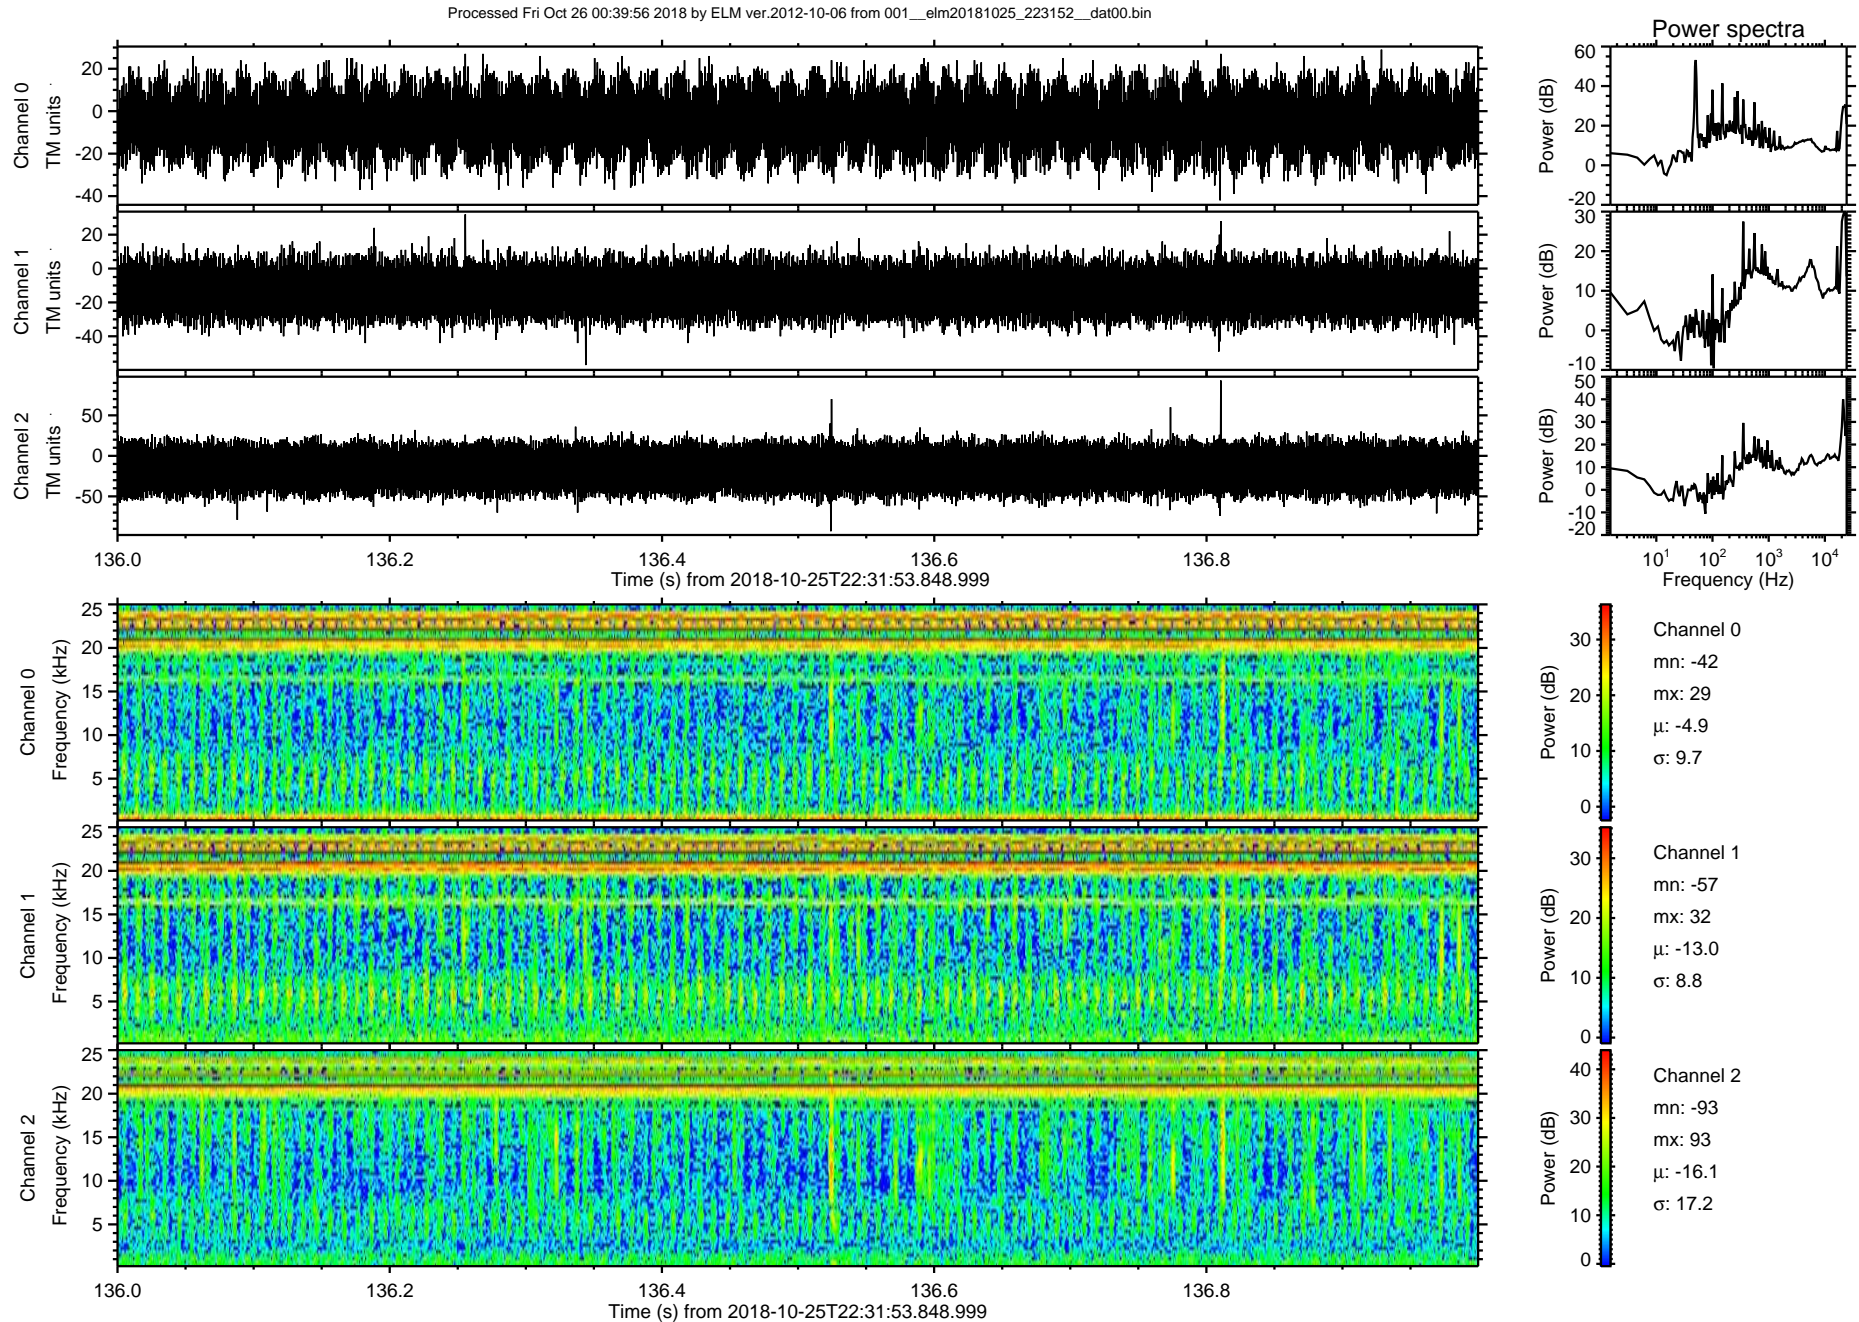 Processed Fri Oct 26 00:39:56 2018 by ELM ver.2012-10-06 from 001__elm20181025_223152__dat00.bin
Power spectra
Channel 0
TM units
20
0
-20
-40
Power (dB)
60
40
20
0
-20
Channel 1
TM units
20
0
-20
-40
Power (dB)
30
20
10
0
-10
Channel 2
TM units
50
0
-50
Power (dB)
50
40
30
20
10
0
-10
-20
136.0 136.2 136.4 136.6 136.8
Time (s) from 2018-10-25T22:31:53.848.999
10¹ 10² 10³ 10⁴
Frequency (Hz)
Channel 0
Frequency (kHz)
25
20
15
10
5
Power (dB)
30
20
10
0
Channel 0
mn: -42
mx: 29
μ: -4.9
σ: 9.7
Channel 1
Frequency (kHz)
25
20
15
10
5
Power (dB)
30
20
10
0
Channel 1
mn: -57
mx: 32
μ: -13.0
σ: 8.8
Channel 2
Frequency (kHz)
25
20
15
10
5
Power (dB)
40
30
20
10
0
Channel 2
mn: -93
mx: 93
μ: -16.1
σ: 17.2
136.0 136.2 136.4 136.6 136.8
Time (s) from 2018-10-25T22:31:53.848.999